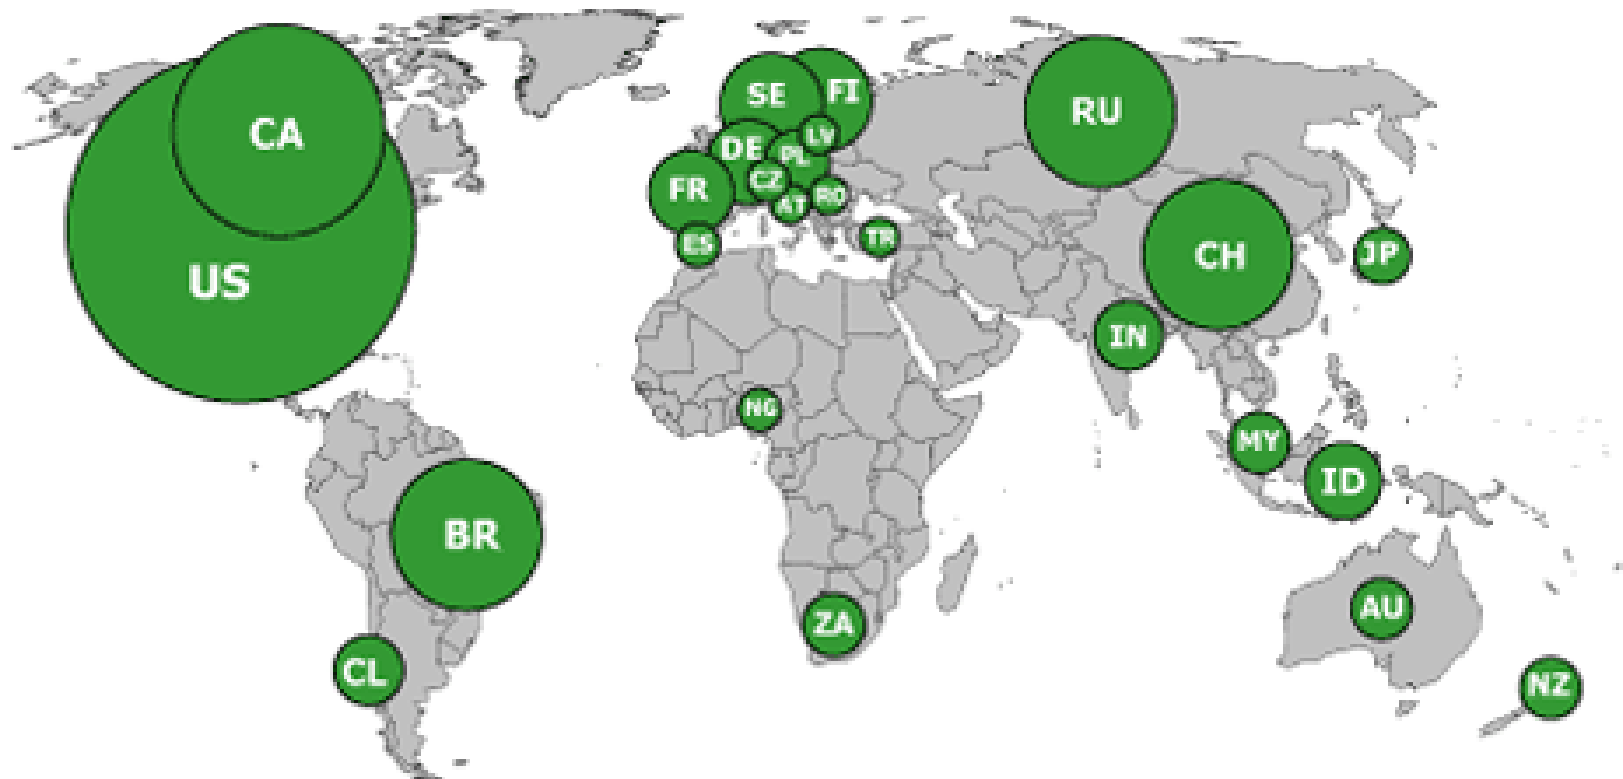 CA
US
SE
FI
RU
DE
LV
PL
FR
CZ
RO
AT
ES
TR
CH
JP
IN
NG
MY
ID
BR
ZA
AU
CL
NZ